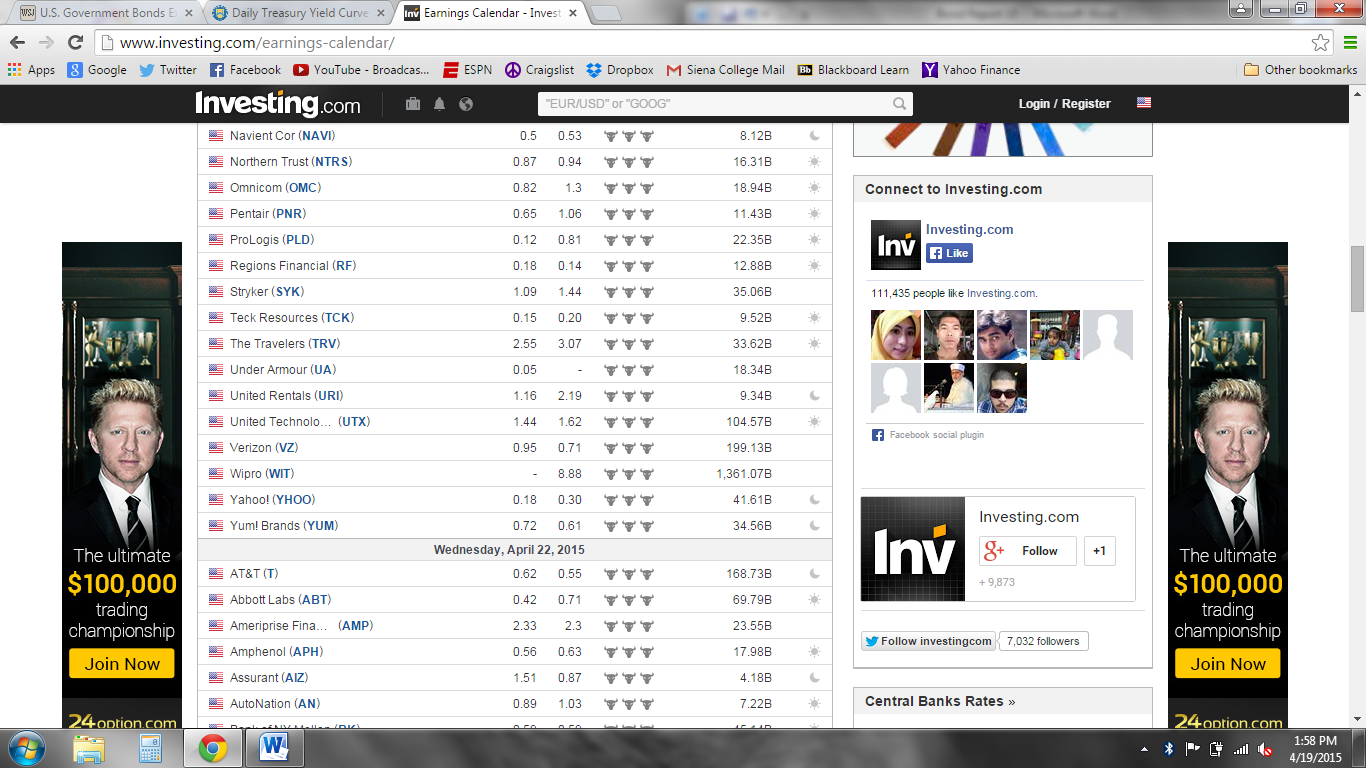 WSJ U.S. Government Bonds E
Daily Treasury Yield Curve
Inv Earnings Calendar - Invest
www.investing.com/earnings-calendar/
Apps Google Twitter Facebook YouTube - Broadcas... ESPN Craigslist Dropbox Siena College Mail Bb Blackboard Learn Yahoo Finance Other bookmarks
Investing.com "EUR/USD" or "GOOG" Login / Register
Navient Cor (NAVI) 0.5 0.53 8.12B
Northern Trust (NTRS) 0.87 0.94 16.31B
Omnicom (OMC) 0.82 1.3 18.94B
Pentair (PNR) 0.65 1.06 11.43B
ProLogis (PLD) 0.12 0.81 22.35B
Regions Financial (RF) 0.18 0.14 12.88B
Stryker (SYK) 1.09 1.44 35.06B
Teck Resources (TCK) 0.15 0.20 9.52B
The Travelers (TRV) 2.55 3.07 33.62B
Under Armour (UA) 0.05 - 18.34B
United Rentals (URI) 1.16 2.19 9.34B
United Technolo... (UTX) 1.44 1.62 104.57B
Verizon (VZ) 0.95 0.71 199.13B
Wipro (WIT) - 8.88 1,361.07B
Yahoo! (YHOO) 0.18 0.30 41.61B
Yum! Brands (YUM) 0.72 0.61 34.56B
Wednesday, April 22, 2015
AT&T (T) 0.62 0.55 168.73B
Abbott Labs (ABT) 0.42 0.71 69.79B
Ameriprise Fina... (AMP) 2.33 2.3 23.55B
Amphenol (APH) 0.56 0.63 17.98B
Assurant (AIZ) 1.51 0.87 4.18B
AutoNation (AN) 0.89 1.03 7.22B
Connect to Investing.com
Inv
Investing.com
Like
111,435 people like Investing.com.
Facebook social plugin
Inv
Investing.com
g+ Follow +1
+ 9,873
Follow investingcom 7,032 followers
Central Banks Rates »
The ultimate
$100,000
trading
championship
Join Now
24option.com
The ultimate
$100,000
trading
championship
Join Now
24option.com
1:58 PM
4/19/2015